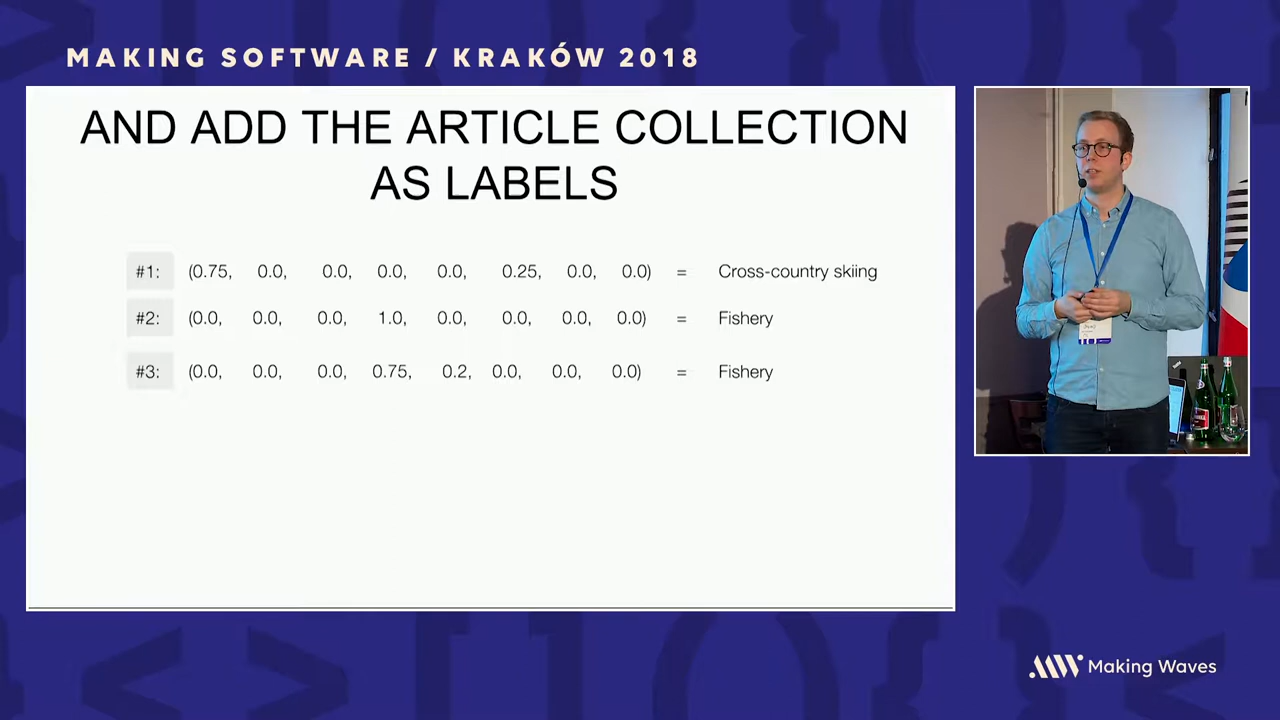 MAKING SOFTWARE / KRAKÓW 2018
AND ADD THE ARTICLE COLLECTION
AS LABELS
#1: (0.75, 0.0, 0.0, 0.0, 0.0, 0.25, 0.0, 0.0) = Cross-country skiing
#2: (0.0, 0.0, 0.0, 1.0, 0.0, 0.0, 0.0, 0.0) = Fishery
#3: (0.0, 0.0, 0.0, 0.75, 0.2, 0.0, 0.0, 0.0) = Fishery
Making Waves